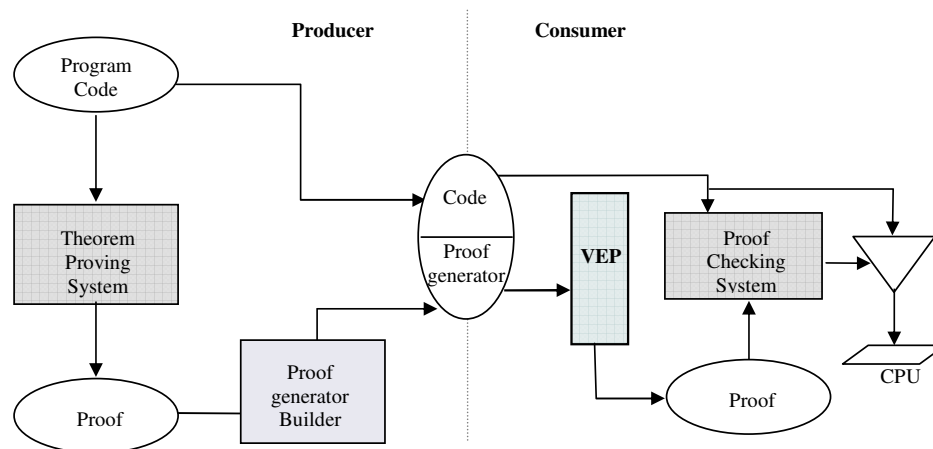 Producer
Consumer
Program
Code
Theorem
Proving
System
Proof
Proof
generator
Builder
Code
Proof
generator
VEP
Proof
Checking
System
Proof
CPU